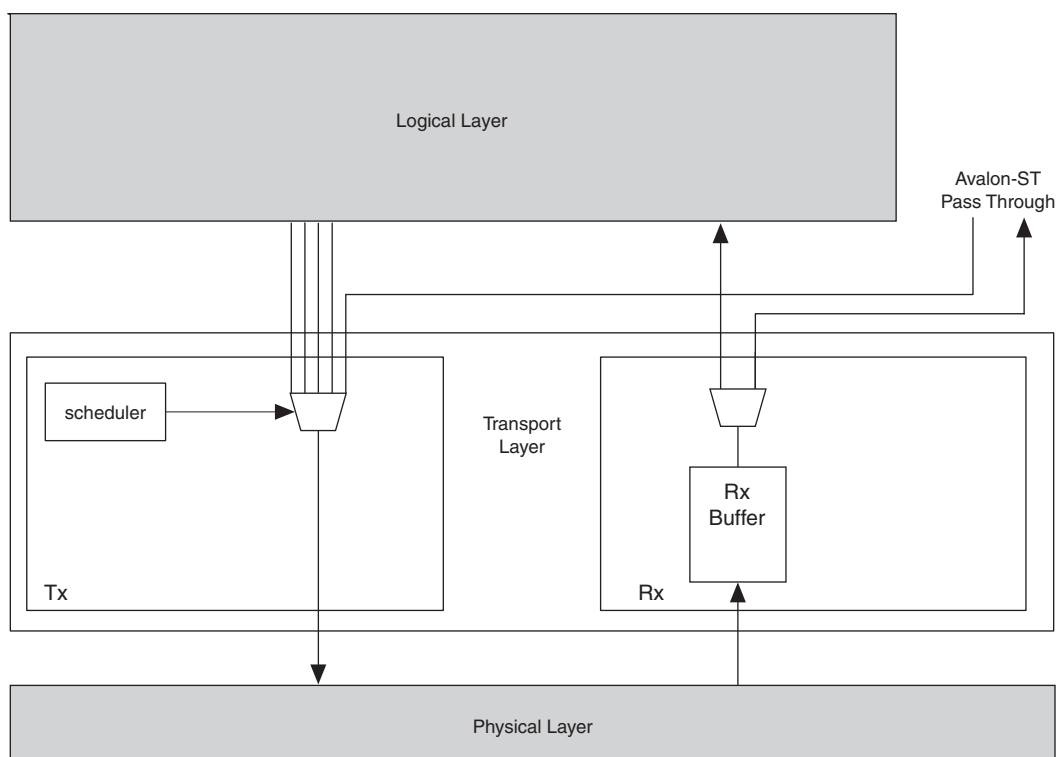 Logical Layer
Avalon-ST
Pass Through
scheduler
Transport
Layer
Rx
Buffer
Tx
Rx
Physical Layer